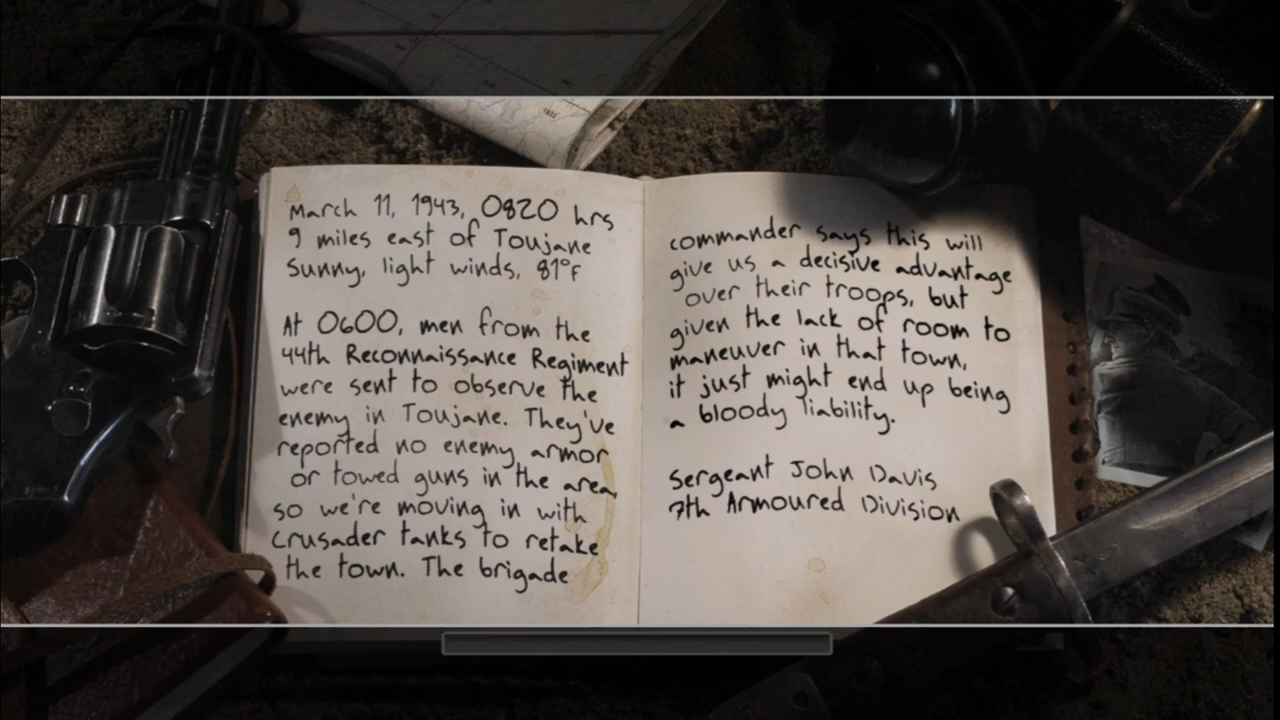 March 11, 1943, 0820 hrs
9 miles east of Toujane
Sunny, light winds, 81°F
At 0600, men from the
44th Reconnaissance Regiment
were sent to observe the
enemy in Toujane. They've
reported no enemy armor
or towed guns in the area,
so we're moving in with
Crusader tanks to retake
the town. The brigade
commander says this will
give us a decisive advantage
over their troops, but
given the lack of room to
maneuver in that town,
it just might end up being
a bloody liability.
Sergeant John Davis
7th Armoured Division